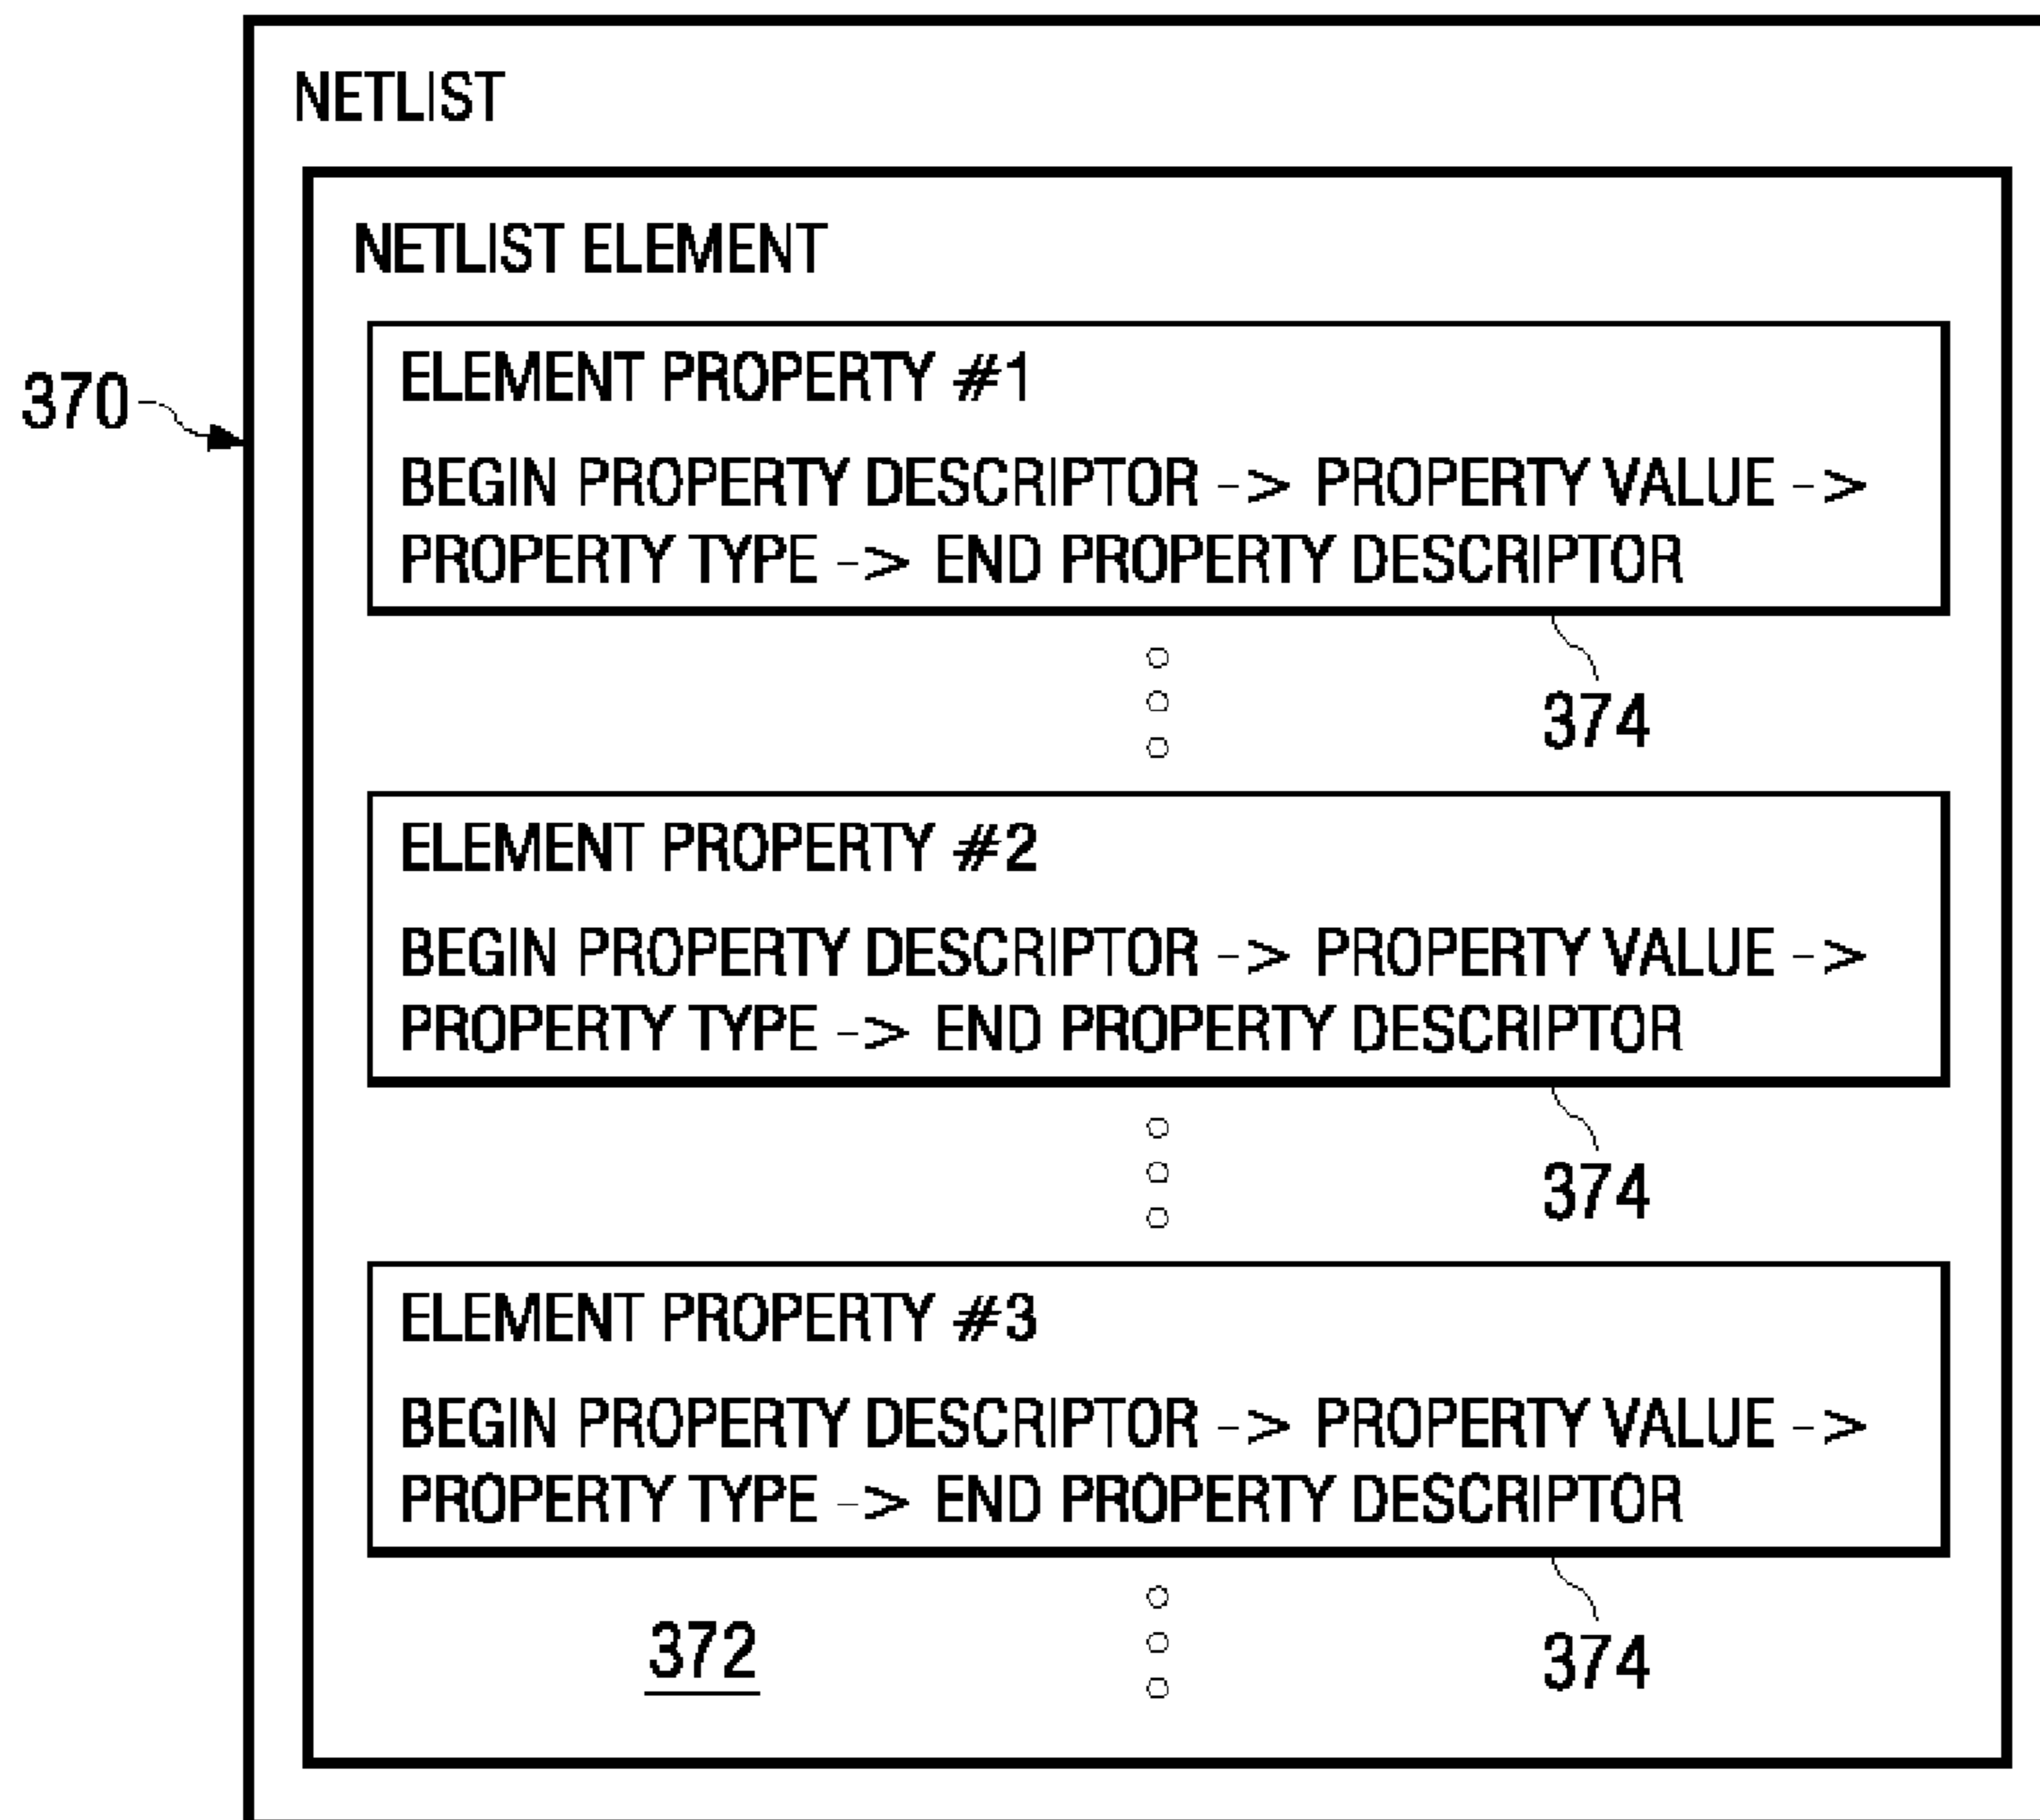 NETLIST
NETLIST ELEMENT
ELEMENT PROPERTY #1
370
BEGIN PROPERTY DESCRIPTOR -> PROPERTY VALUE ->
PROPERTY TYPE -> END PROPERTY DESCRIPTOR
374
ELEMENT PROPERTY #2
BEGIN PROPERTY DESCRIPTOR -> PROPERTY VALUE ->
PROPERTY TYPE -> END PROPERTY DESCRIPTOR
374
ELEMENT PROPERTY #3
BEGIN PROPERTY DESCRIPTOR -> PROPERTY VALUE ->
PROPERTY TYPE -> END PROPERTY DESCRIPTOR
372
374